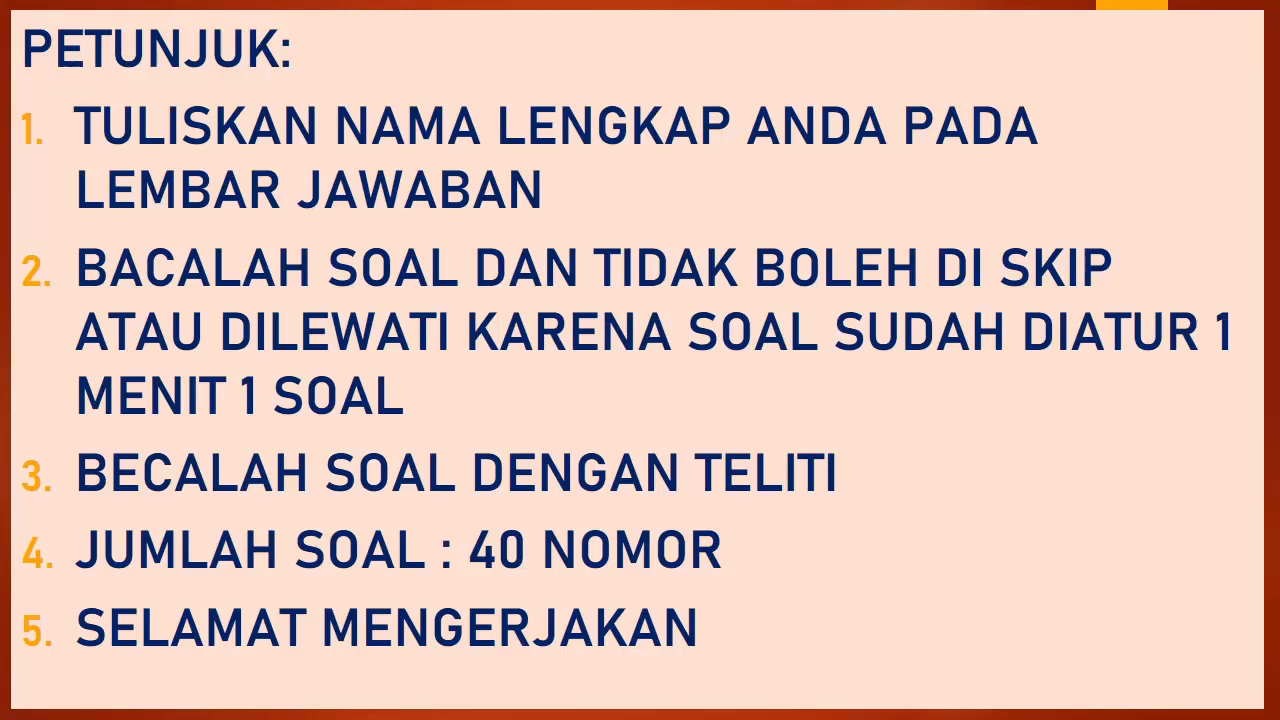 PETUNJUK:
1. TULISKAN NAMA LENGKAP ANDA PADA
LEMBAR JAWABAN
2. BACALAH SOAL DAN TIDAK BOLEH DI SKIP
ATAU DILEWATI KARENA SOAL SUDAH DIATUR 1
MENIT 1 SOAL
3. BECALAH SOAL DENGAN TELITI
4. JUMLAH SOAL : 40 NOMOR
5. SELAMAT MENGERJAKAN